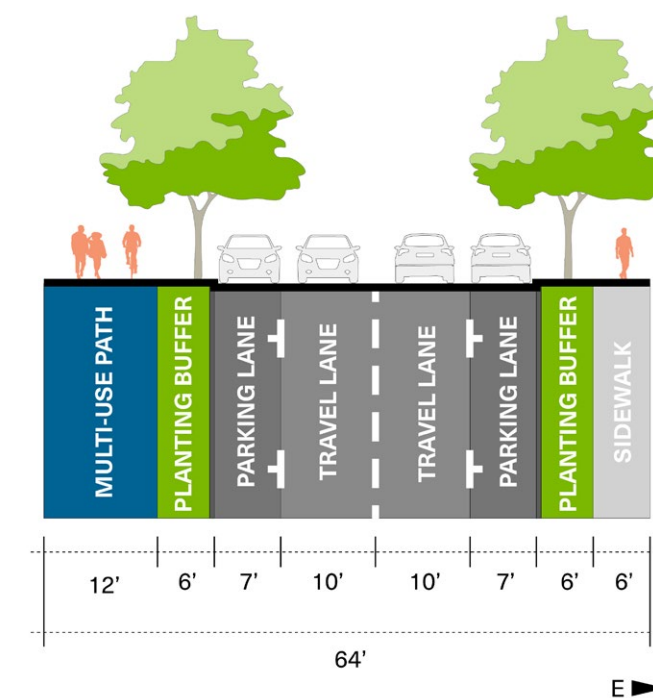 MULTI-USE PATH
PLANTING BUFFER
PARKING LANE
TRAVEL LANE
TRAVEL LANE
PARKING LANE
PLANTING BUFFER
SIDEWALK
12' 6' 7' 10' 10' 7' 6' 6'
64'
E